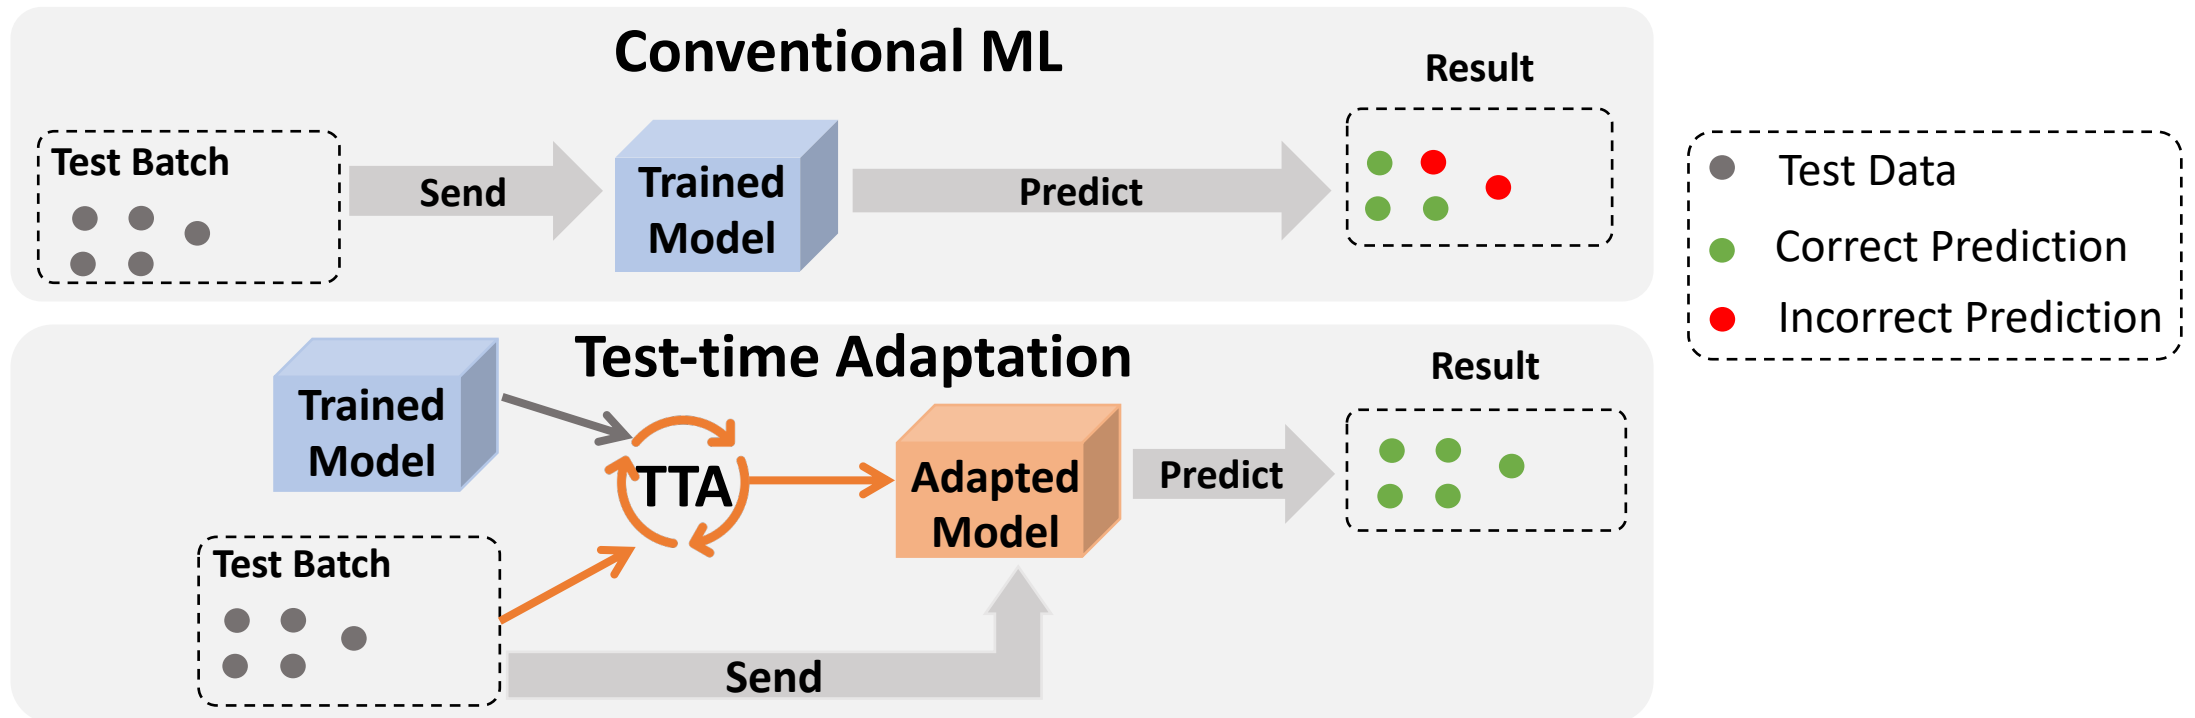 Conventional ML
Result
Test Batch
Send
Trained
Model
Predict
Test Data
Correct Prediction
Incorrect Prediction
Test-time Adaptation
Result
Trained
Model
TTA
Adapted
Model
Predict
Test Batch
Send